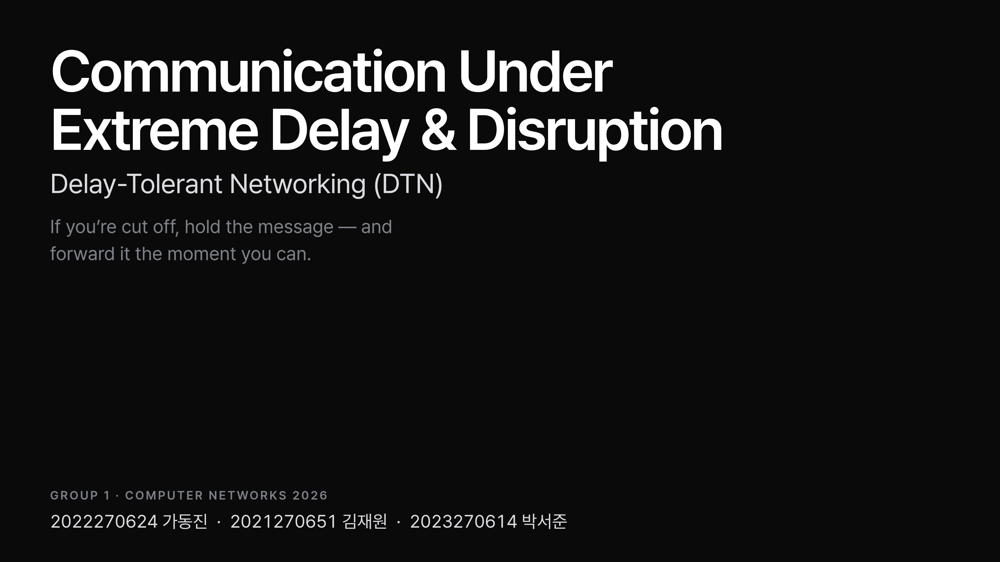 Communication Under
Extreme Delay & Disruption
Delay-Tolerant Networking (DTN)
If you’re cut off, hold the message — and
forward it the moment you can.
GROUP 1 · COMPUTER NETWORKS 2026
2022270624 가동진 · 2021270651 김재원 · 2023270614 박서준